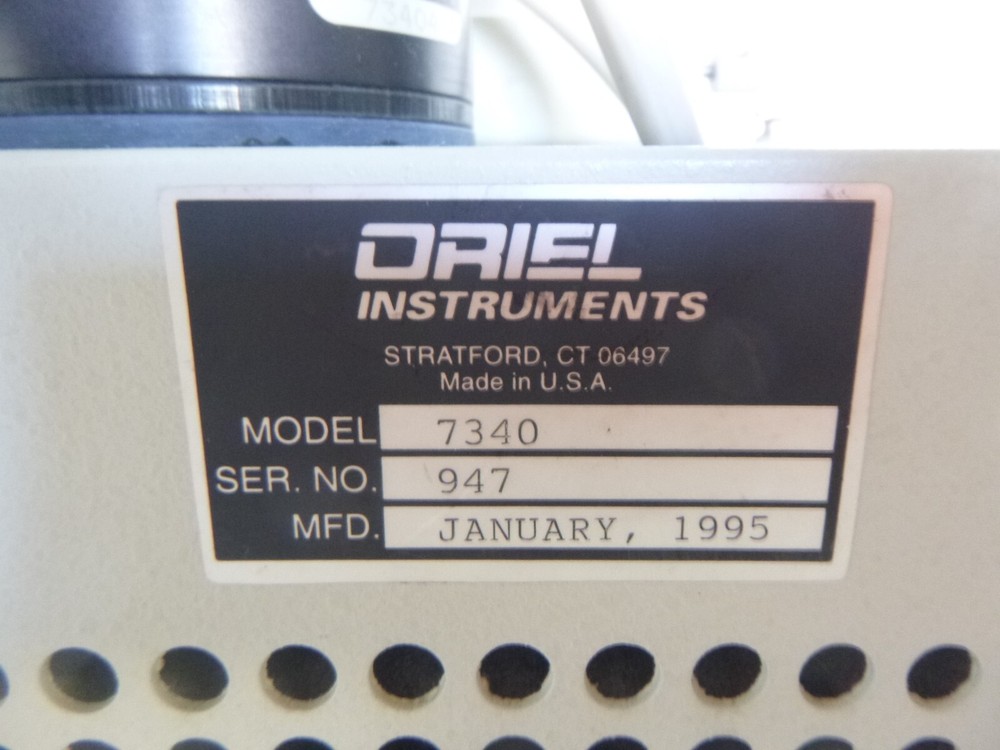 ORIEL
INSTRUMENTS
STRATFORD, CT 06497
Made in U.S.A.
MODEL 7340
SER. NO. 947
MFD. JANUARY, 1995